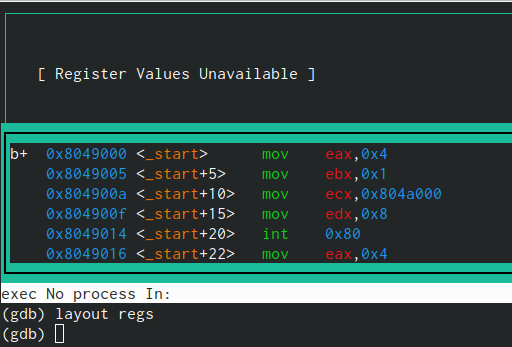 [ Register Values Unavailable ]
b+ 0x8049000 <_start> mov eax,0x4
0x8049005 <_start+5> mov ebx,0x1
0x804900a <_start+10> mov ecx,0x804a000
0x804900f <_start+15> mov edx,0x8
0x8049014 <_start+20> int 0x80
0x8049016 <_start+22> mov eax,0x4
exec No process In:
(gdb) layout regs
(gdb)